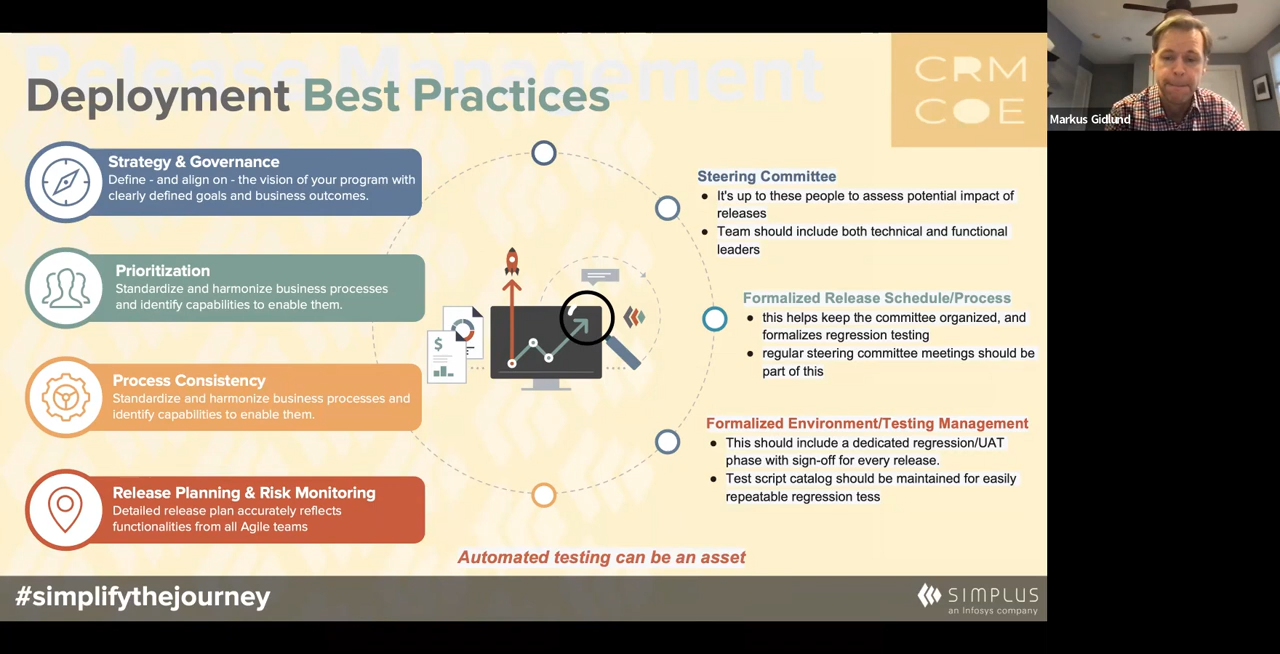 Release Management
Deployment Best Practices
CRM
COE
Markus Gidlund
Strategy & Governance
Define - and align on - the vision of your program with
clearly defined goals and business outcomes.
Prioritization
Standardize and harmonize business processes
and identify capabilities to enable them.
Process Consistency
Standardize and harmonize business processes and
identify capabilities to enable them.
Release Planning & Risk Monitoring
Detailed release plan accurately reflects
functionalities from all Agile teams
$
Steering Committee
● It's up to these people to assess potential impact of
releases
● Team should include both technical and functional
leaders
Formalized Release Schedule/Process
● this helps keep the committee organized, and
formalizes regression testing
● regular steering committee meetings should be
part of this
Formalized Environment/Testing Management
● This should include a dedicated regression/UAT
phase with sign-off for every release.
● Test script catalog should be maintained for easily
repeatable regression tess
Automated testing can be an asset
#simplifythejourney
SIMPLUS
an Infosys company